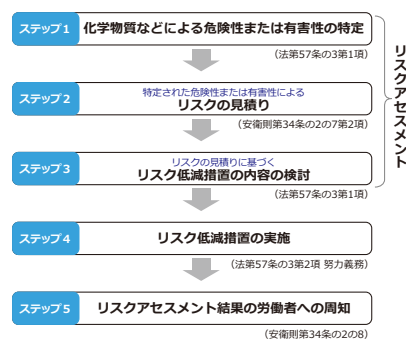 ステップ1 化学物質などによる危険性または有害性の特定
（法第57条の3第1項）
ステップ2
特定された危険性または有害性による
リスクの見積り
（安衛則第34条の2の7第2項）
ステップ3
リスクの見積りに基づく
リスク低減措置の内容の検討
（法第57条の3第1項）
リスクアセスメント
ステップ4 リスク低減措置の実施
（法第57条の3第2項 努力義務）
ステップ5 リスクアセスメント結果の労働者への周知
（安衛則第34条の2の8）